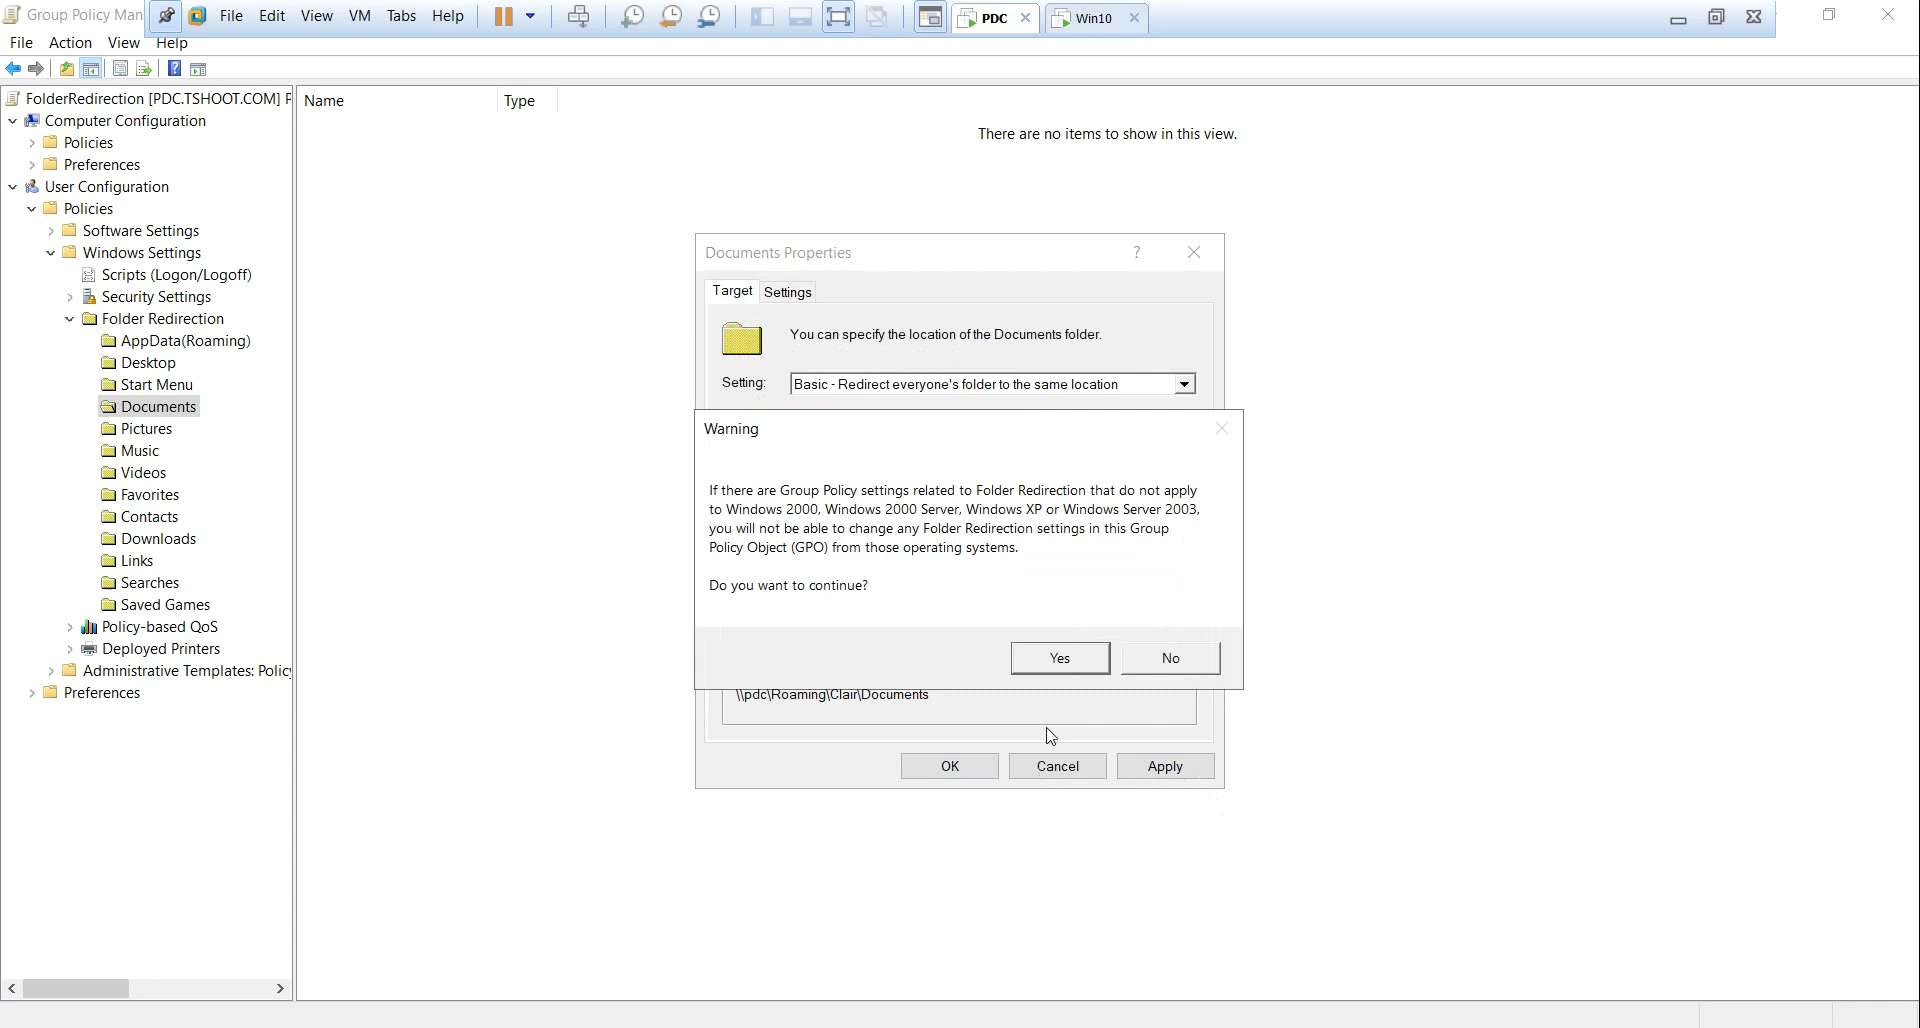 Group Policy Man
File Edit View VM Tabs Help
PDC
Win10
File Action View Help
FolderRedirection [PDC.TSHOOT.COM] P
Computer Configuration
Policies
Preferences
User Configuration
Policies
Software Settings
Windows Settings
Scripts (Logon/Logoff)
Security Settings
Folder Redirection
AppData(Roaming)
Desktop
Start Menu
Documents
Pictures
Music
Videos
Favorites
Contacts
Downloads
Links
Searches
Saved Games
Policy-based QoS
Deployed Printers
Administrative Templates: Polic
Preferences
Name Type
There are no items to show in this view.
Documents Properties ?
Target Settings
You can specify the location of the Documents folder.
Setting: Basic - Redirect everyone's folder to the same location
Warning
If there are Group Policy settings related to Folder Redirection that do not apply
to Windows 2000, Windows 2000 Server, Windows XP or Windows Server 2003,
you will not be able to change any Folder Redirection settings in this Group
Policy Object (GPO) from those operating systems.
Do you want to continue?
Yes No
\\pdc\Roaming\Clair\Documents
OK Cancel Apply